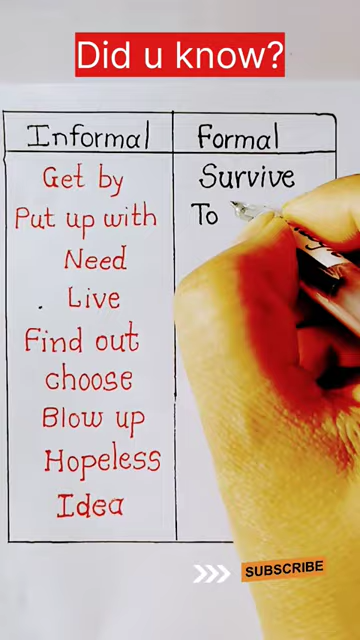 Did u know?
Informal Formal
Get by Survive
Put up with To
Need
Live
Find out
choose
Blow up
Hopeless
Idea
SUBSCRIBE